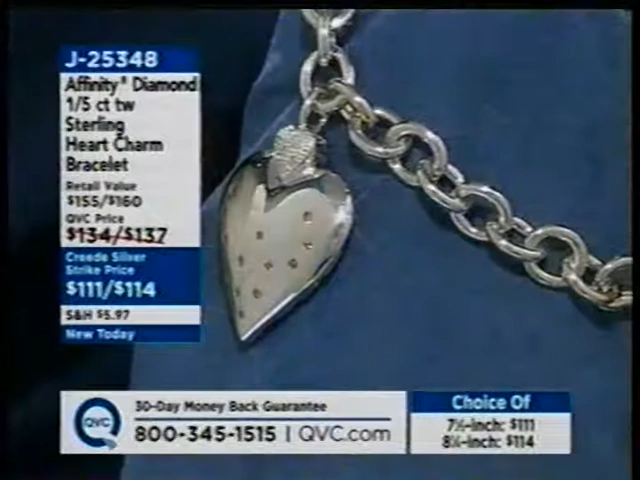 J-25348
Affinity® Diamond
1/5 ct tw
Sterling
Heart Charm
Bracelet
Retail Value
$155/$160
QVC Price
$134/$137
Creede Silver
Strike Price
$111/$114
S&H $5.97
New Today
QVC
30-Day Money Back Guarantee
800-345-1515 | QVC.com
Choice Of
7½-inch: $111
8¼-inch: $114